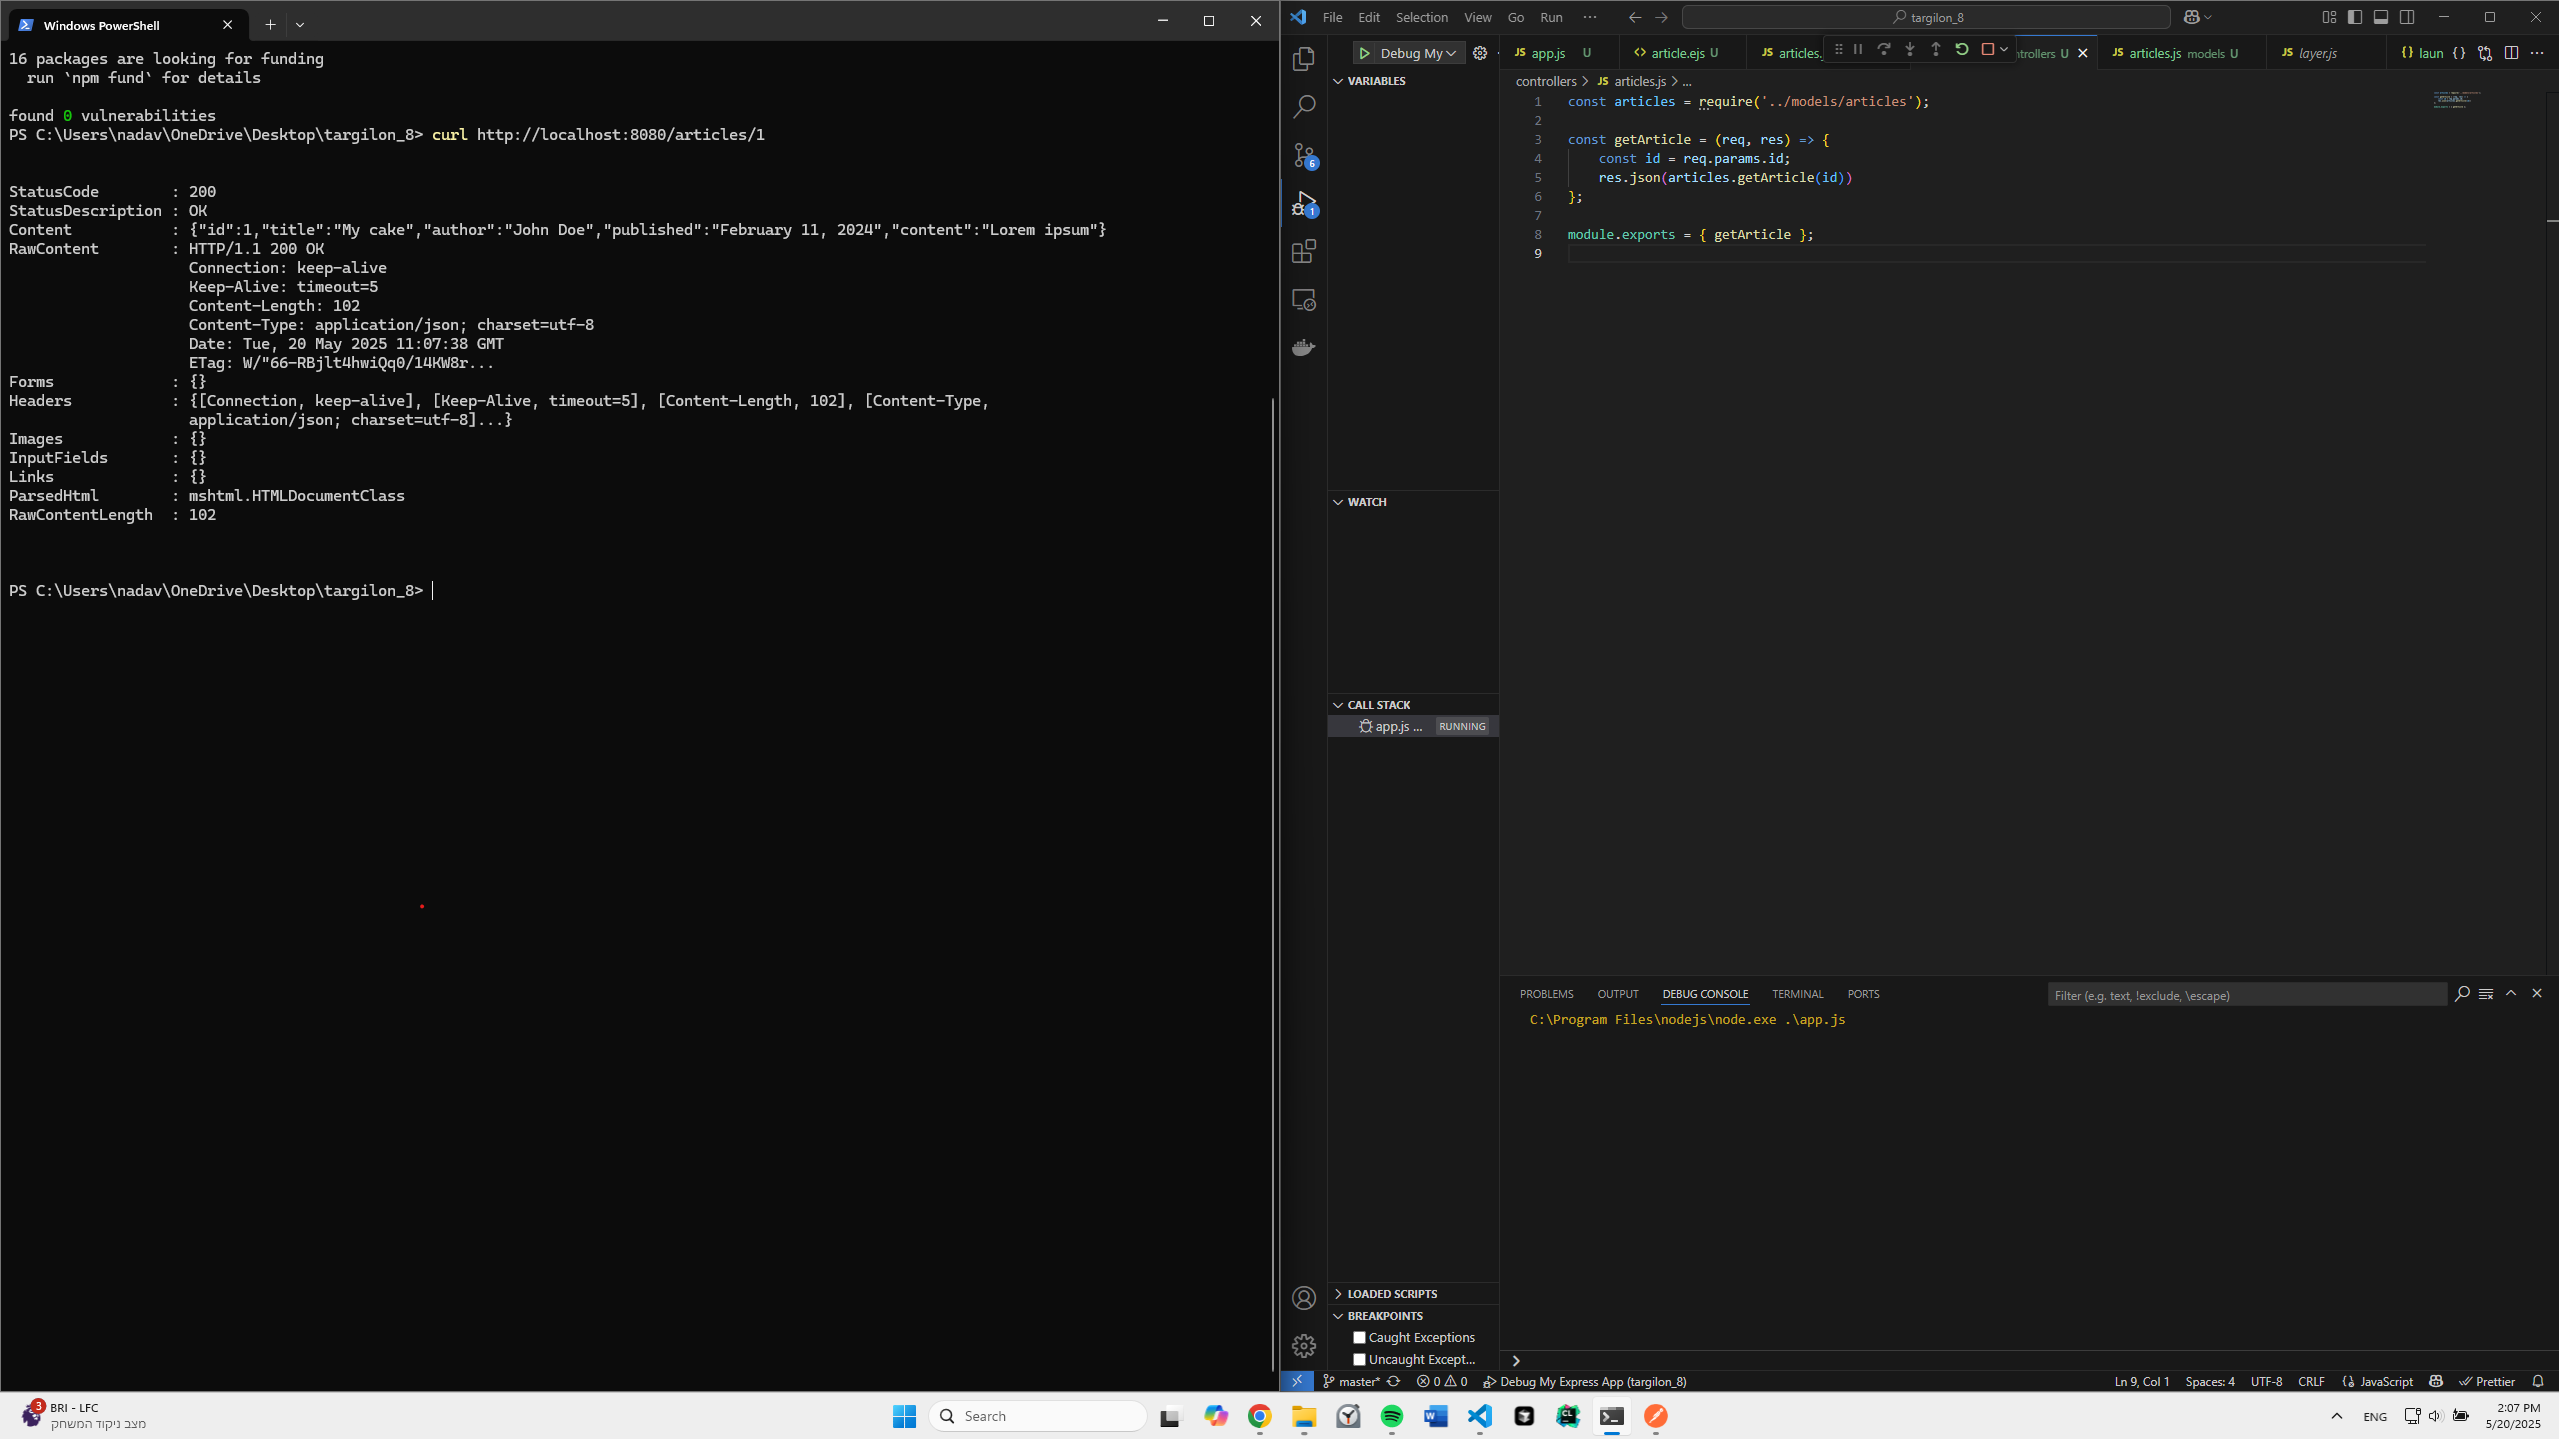 Windows PowerShell
16 packages are looking for funding
run `npm fund` for details
found 0 vulnerabilities
PS C:\Users\nadav\OneDrive\Desktop\targilon_8> curl http://localhost:8080/articles/1
StatusCode : 200
StatusDescription : OK
Content : {"id":1,"title":"My cake","author":"John Doe","published":"February 11, 2024","content":"Lorem ipsum"}
RawContent : HTTP/1.1 200 OK
Connection: keep-alive
Keep-Alive: timeout=5
Content-Length: 102
Content-Type: application/json; charset=utf-8
Date: Tue, 20 May 2025 11:07:38 GMT
ETag: W/"66-RBjlt4hwiQq0/14KW8r...
Forms : {}
Headers : {[Connection, keep-alive], [Keep-Alive, timeout=5], [Content-Length, 102], [Content-Type,
application/json; charset=utf-8]...}
Images : {}
InputFields : {}
Links : {}
ParsedHtml : mshtml.HTMLDocumentClass
RawContentLength : 102
PS C:\Users\nadav\OneDrive\Desktop\targilon_8>
File Edit Selection View Go Run ... targilon_8
Debug My
JS app.js U <> article.ejs U JS articles. ntrollers U JS articles.js models U JS layer.js {} laun {} ...
6
1
VARIABLES
WATCH
CALL STACK
app.js ... RUNNING
LOADED SCRIPTS
BREAKPOINTS
Caught Exceptions
Uncaught Except...
controllers > JS articles.js > ...
1 const articles = require('../models/articles');
2
3 const getArticle = (req, res) => {
4 const id = req.params.id;
5 res.json(articles.getArticle(id))
6 };
7
8 module.exports = { getArticle };
9
PROBLEMS OUTPUT DEBUG CONSOLE TERMINAL PORTS Filter (e.g. text, !exclude, \escape)
C:\Program Files\nodejs\node.exe .\app.js
master* 0 0 Debug My Express App (targilon_8) Ln 9, Col 1 Spaces: 4 UTF-8 CRLF {} JavaScript Prettier
3 BRI - LFC
מצב ניקוד המשחק
Search
CL
ENG
2:07 PM
5/20/2025